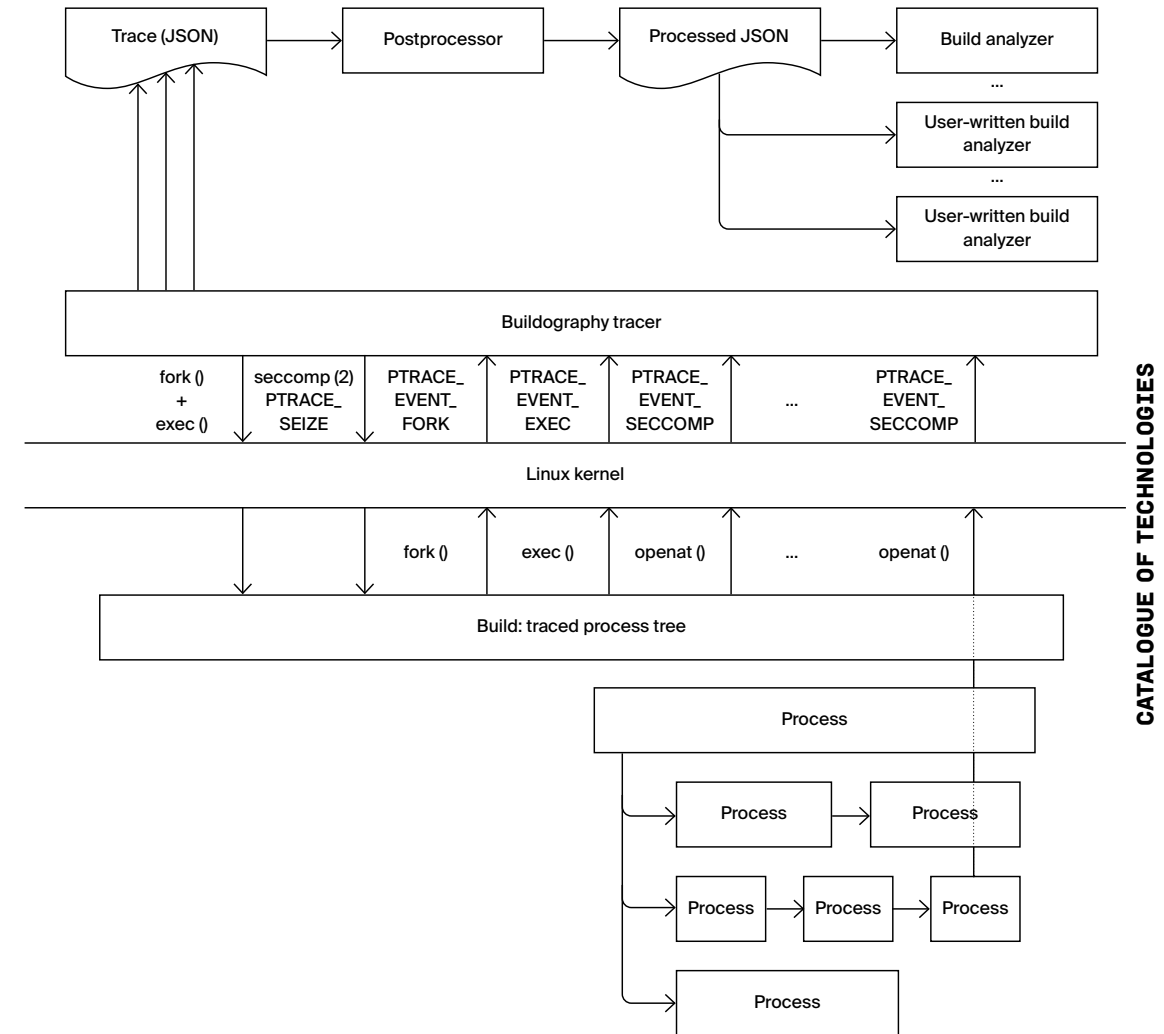 Trace (JSON)
Postprocessor
Processed JSON
Build analyzer
...
User-written build
analyzer
...
User-written build
analyzer
Buildography tracer
fork ()
+
exec ()
seccomp (2)
PTRACE_
SEIZE
PTRACE_
EVENT_
FORK
PTRACE_
EVENT_
EXEC
PTRACE_
EVENT_
SECCOMP
...
PTRACE_
EVENT_
SECCOMP
Linux kernel
fork ()
exec ()
openat ()
...
openat ()
Build: traced process tree
Process
Process
Process
Process
Process
Process
Process
CATALOGUE OF TECHNOLOGIES